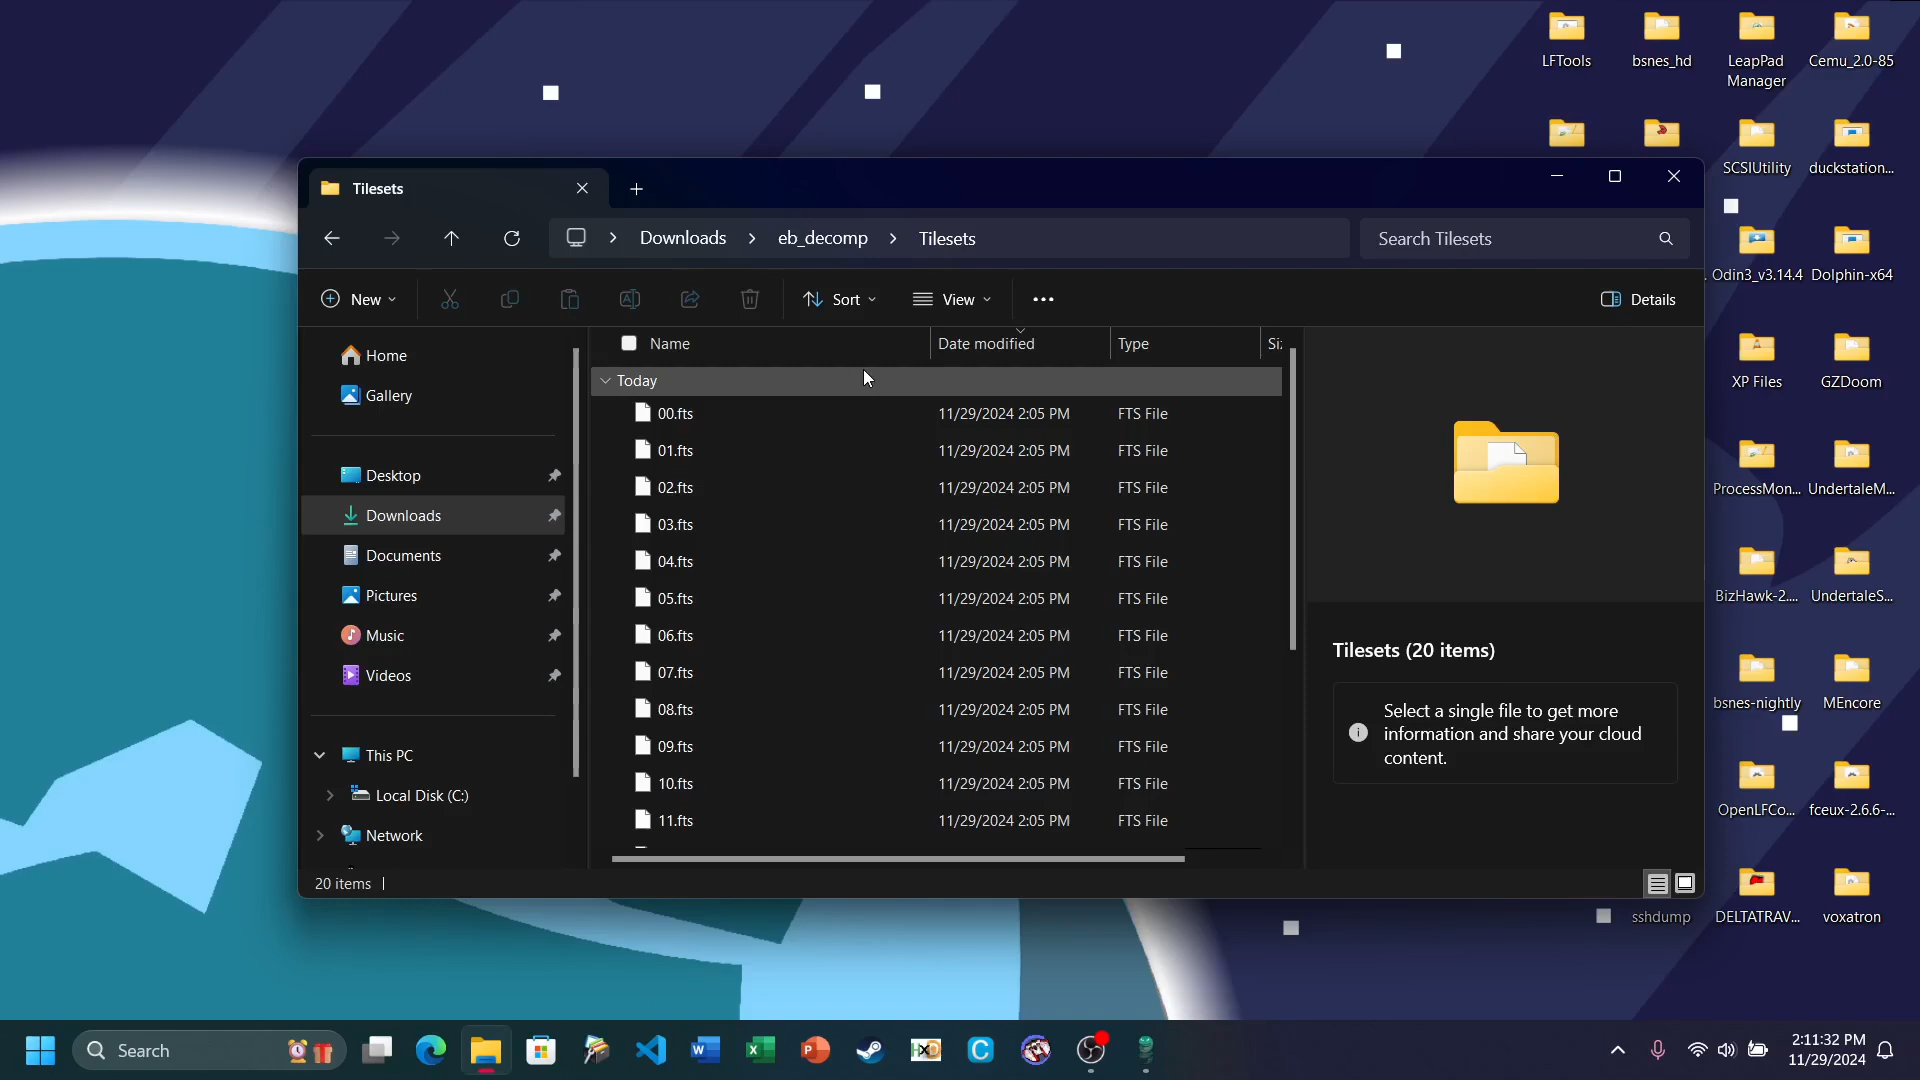 LFTools
bsnes_hd
LeapPad
Manager
Cemu_2.0-85
SCSIUtility
duckstation...
Tilesets
Downloads
eb_decomp
Tilesets
Search Tilesets
Odin3_v3.14.4
Dolphin-x64
New
Sort
View
Details
Name
Date modified
Type
Home
Today
XP Files
GZDoom
Gallery
00.fts 11/29/2024 2:05 PM FTS File
01.fts 11/29/2024 2:05 PM FTS File
Desktop
02.fts 11/29/2024 2:05 PM FTS File
ProcessMon...
UndertaleM...
Downloads
03.fts 11/29/2024 2:05 PM FTS File
Documents
04.fts 11/29/2024 2:05 PM FTS File
Pictures
05.fts 11/29/2024 2:05 PM FTS File
BizHawk-2....
UndertaleS...
Music
06.fts 11/29/2024 2:05 PM FTS File
Tilesets (20 items)
Videos
07.fts 11/29/2024 2:05 PM FTS File
08.fts 11/29/2024 2:05 PM FTS File
Select a single file to get more
information and share your cloud
content.
bsnes-nightly
MEncore
This PC
09.fts 11/29/2024 2:05 PM FTS File
Local Disk (C:)
10.fts 11/29/2024 2:05 PM FTS File
Network
11.fts 11/29/2024 2:05 PM FTS File
OpenLFCo...
fceux-2.6.6-...
20 items
sshdump
DELTATRAV...
voxatron
Search
HXD
2:11:32 PM
11/29/2024